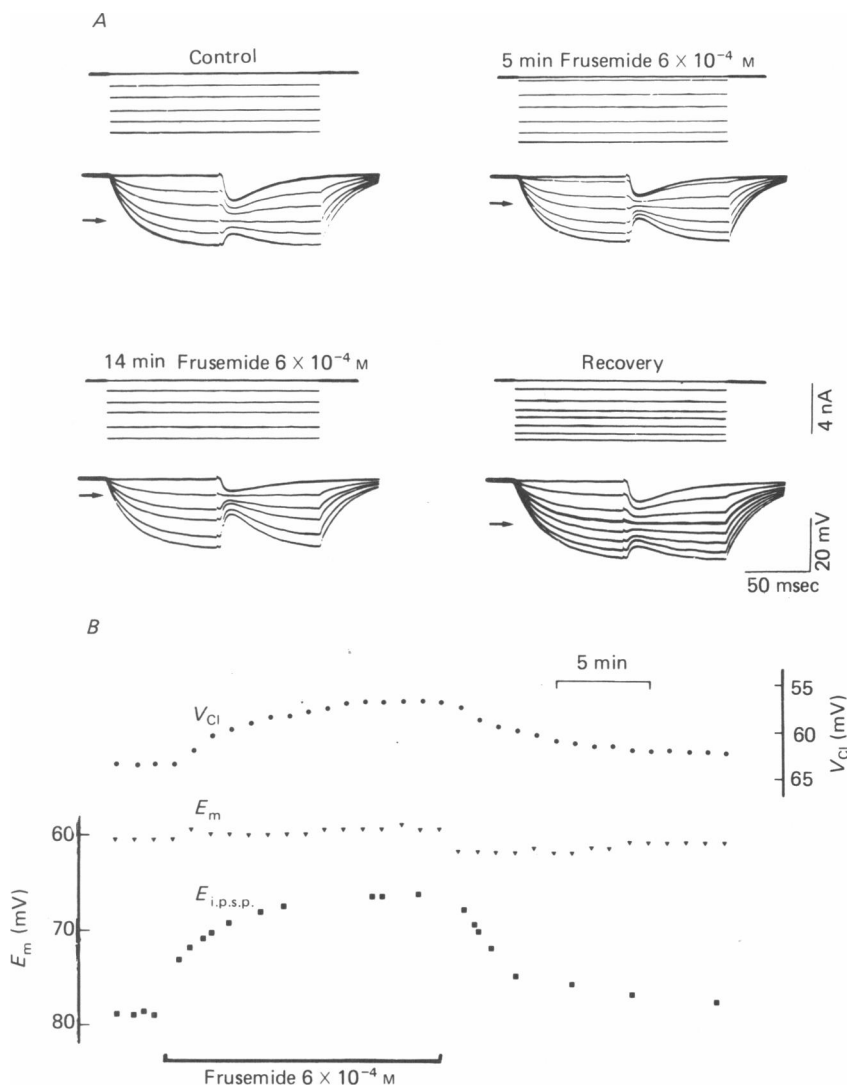 A
Control
5 min Frusemide 6 × 10⁻⁴ M
14 min Frusemide 6 × 10⁻⁴ M
Recovery
4 nA
20 mV
50 msec
B
5 min
55
60
65
V_Cl (mV)
V_Cl
E_m
E_i.p.s.p.
60
70
80
E_m (mV)
Frusemide 6 × 10⁻⁴ M